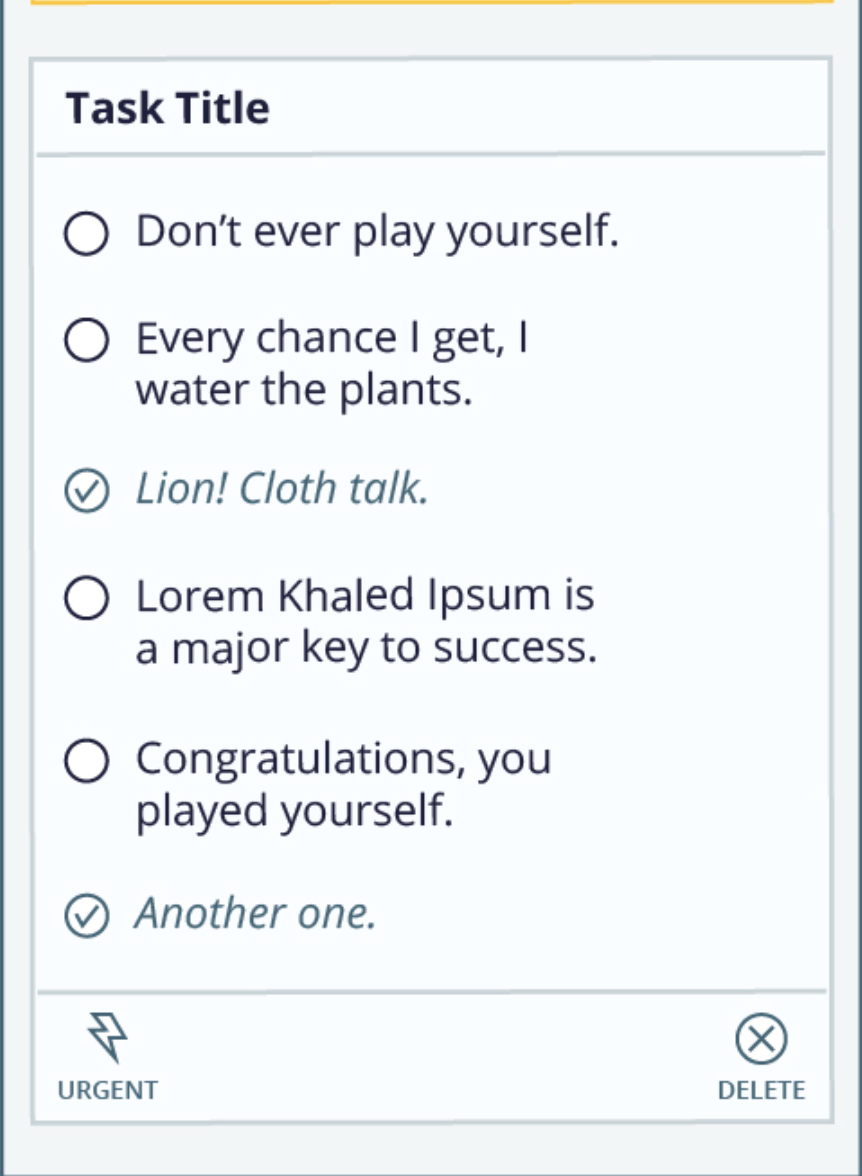 Task Title
Don’t ever play yourself.
Every chance I get, I
water the plants.
Lion! Cloth talk.
Lorem Khaled Ipsum is
a major key to success.
Congratulations, you
played yourself.
Another one.
URGENT
DELETE